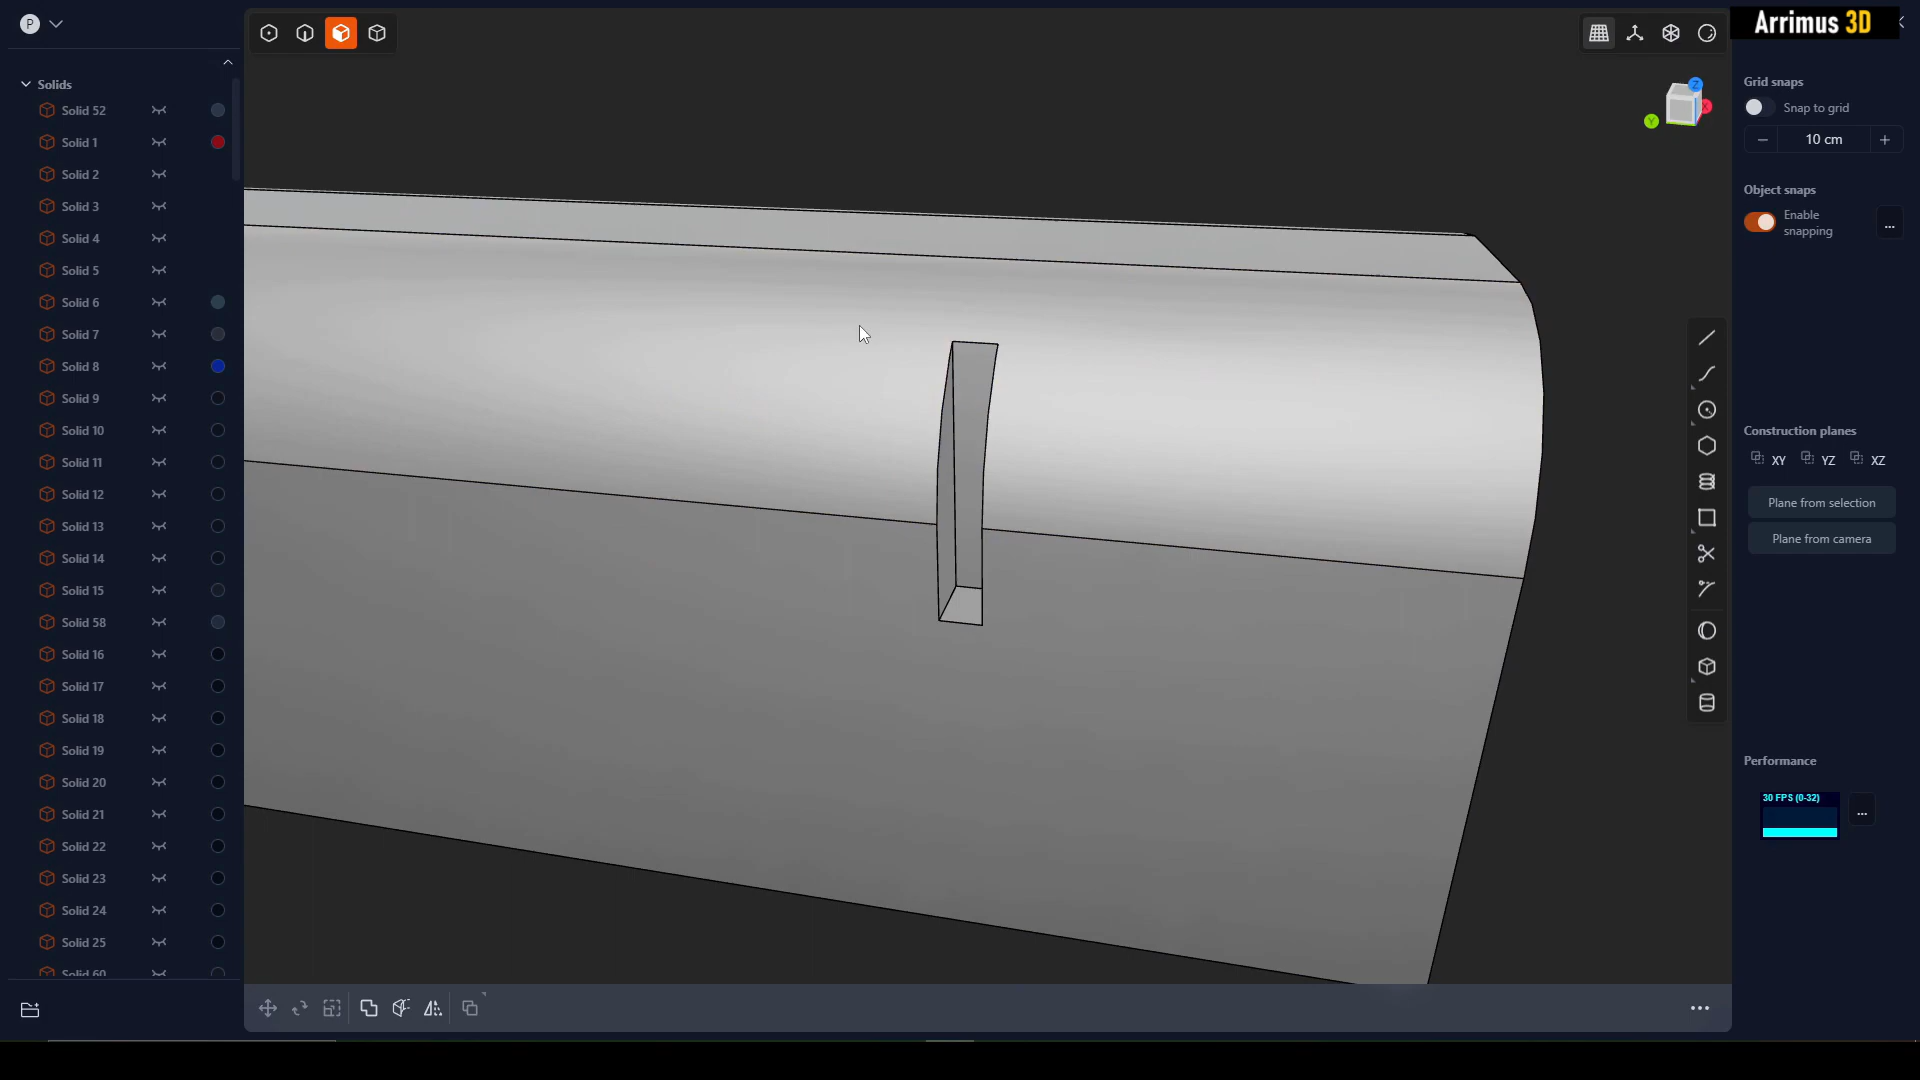 P
Solids
Solid 52
Solid 1
Solid 2
Solid 3
Solid 4
Solid 5
Solid 6
Solid 7
Solid 8
Solid 9
Solid 10
Solid 11
Solid 12
Solid 13
Solid 14
Solid 15
Solid 58
Solid 16
Solid 17
Solid 18
Solid 19
Solid 20
Solid 21
Solid 22
Solid 23
Solid 24
Solid 25
Solid 60
Z
X
Y
Arrimus 3D
Grid snaps
Snap to grid
10 cm
Object snaps
Enable
snapping
...
Construction planes
XY YZ XZ
Plane from selection
Plane from camera
Performance
30 FPS (0-32)
...